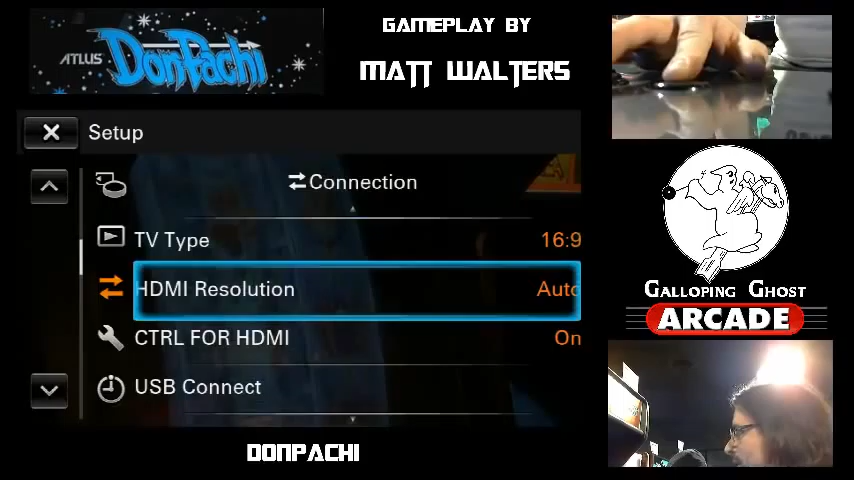 ATLUS
DonPachi
GAMEPLAY BY
MATT WALTERS
Setup
Connection
TV Type
16:9
HDMI Resolution
Auto
CTRL FOR HDMI
On
USB Connect
GALLOPING GHOST
ARCADE
DONPACHI